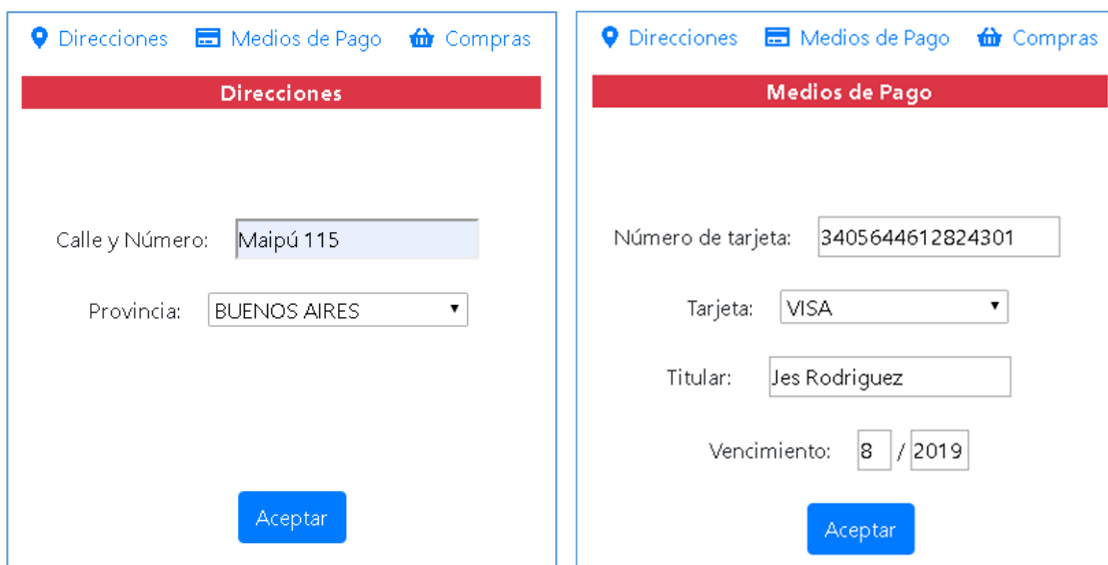 Direcciones Medios de Pago Compras
Direcciones
Calle y Número: Maipú 115
Provincia: BUENOS AIRES
Aceptar
Direcciones Medios de Pago Compras
Medios de Pago
Número de tarjeta: 3405644612824301
Tarjeta: VISA
Titular: Jes Rodriguez
Vencimiento: 8 / 2019
Aceptar